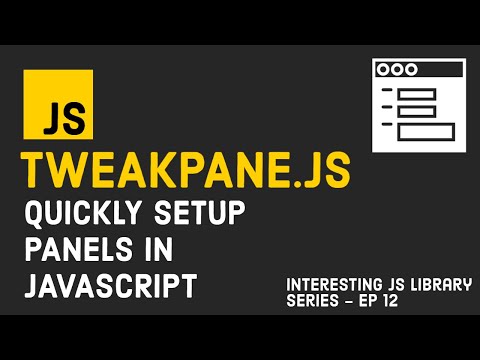 JS
TWEAKPANE.JS
QUICKLY SETUP
PANELS IN
JAVASCRIPT
INTERESTING JS LIBRARY
SERIES – EP 12